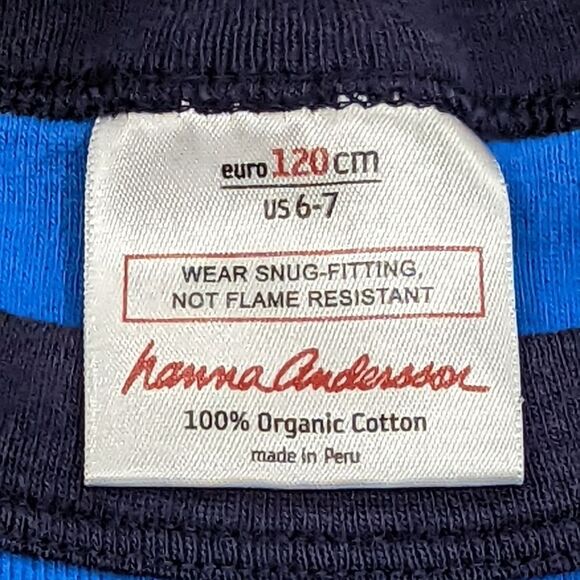 euro 120 cm
US 6-7
WEAR SNUG-FITTING,
NOT FLAME RESISTANT
hanna Andersson
100% Organic Cotton
made in Peru